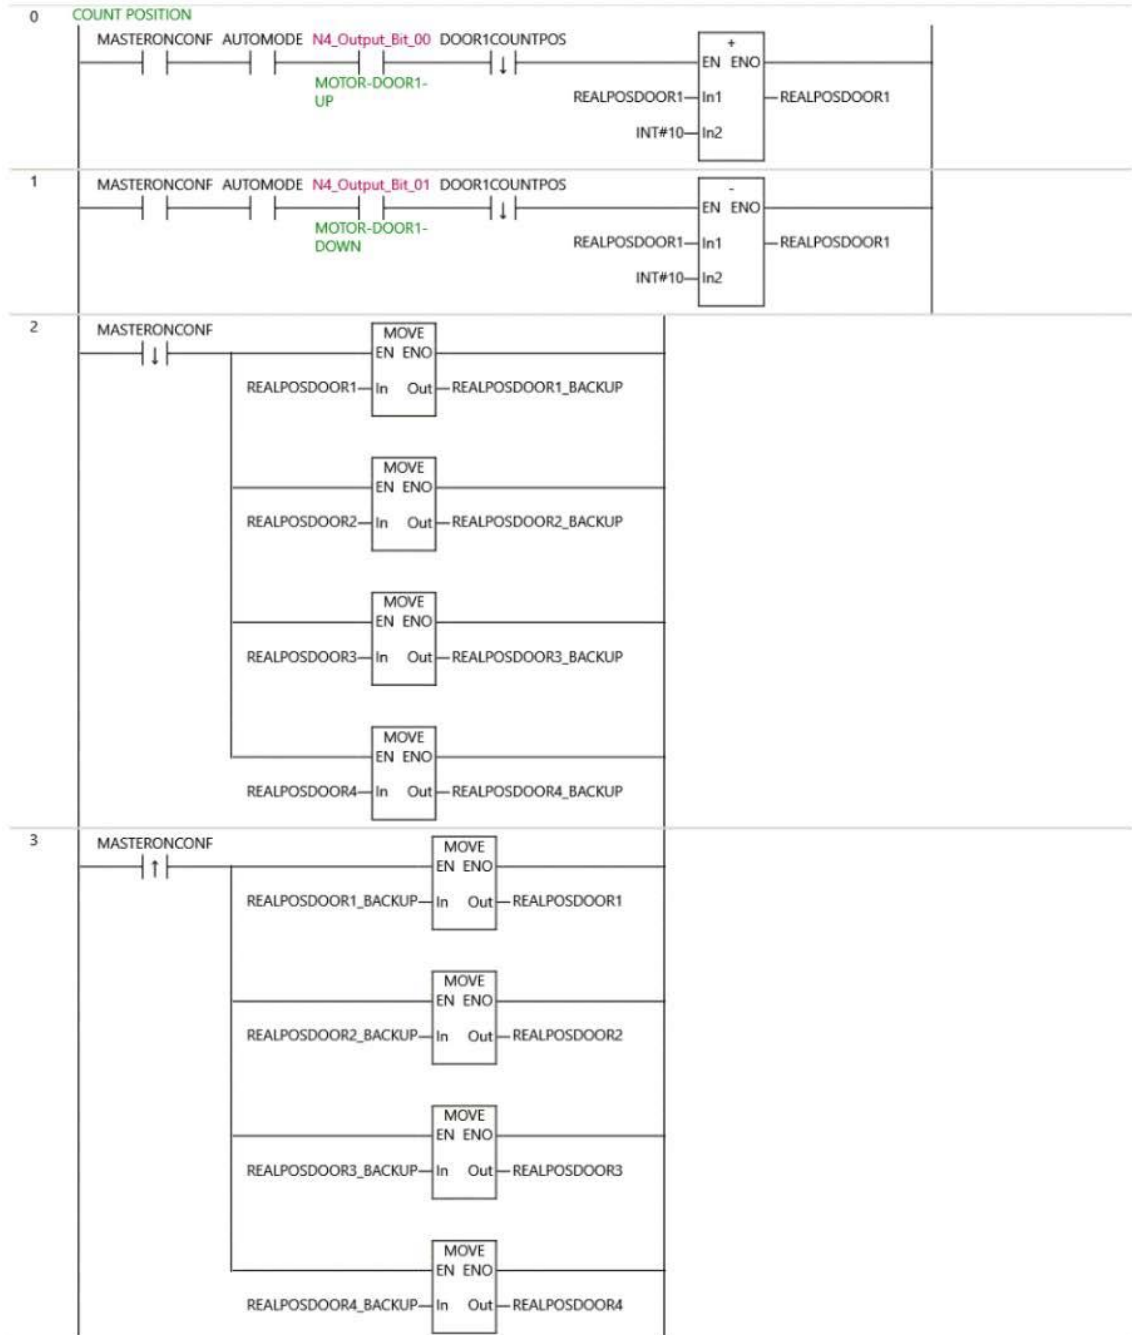 0 COUNT POSITION
MASTERONCONF AUTOMODE N4_Output_Bit_00 DOOR1COUNTPOS
+
EN ENO
MOTOR-DOOR1-
UP
REALPOSDOOR1 In1 REALPOSDOOR1
INT#10 In2
1 MASTERONCONF AUTOMODE N4_Output_Bit_01 DOOR1COUNTPOS
-
EN ENO
MOTOR-DOOR1-
DOWN
REALPOSDOOR1 In1 REALPOSDOOR1
INT#10 In2
2 MASTERONCONF
MOVE
EN ENO
REALPOSDOOR1 In Out REALPOSDOOR1_BACKUP
MOVE
EN ENO
REALPOSDOOR2 In Out REALPOSDOOR2_BACKUP
MOVE
EN ENO
REALPOSDOOR3 In Out REALPOSDOOR3_BACKUP
MOVE
EN ENO
REALPOSDOOR4 In Out REALPOSDOOR4_BACKUP
3 MASTERONCONF
MOVE
EN ENO
REALPOSDOOR1_BACKUP In Out REALPOSDOOR1
MOVE
EN ENO
REALPOSDOOR2_BACKUP In Out REALPOSDOOR2
MOVE
EN ENO
REALPOSDOOR3_BACKUP In Out REALPOSDOOR3
MOVE
EN ENO
REALPOSDOOR4_BACKUP In Out REALPOSDOOR4